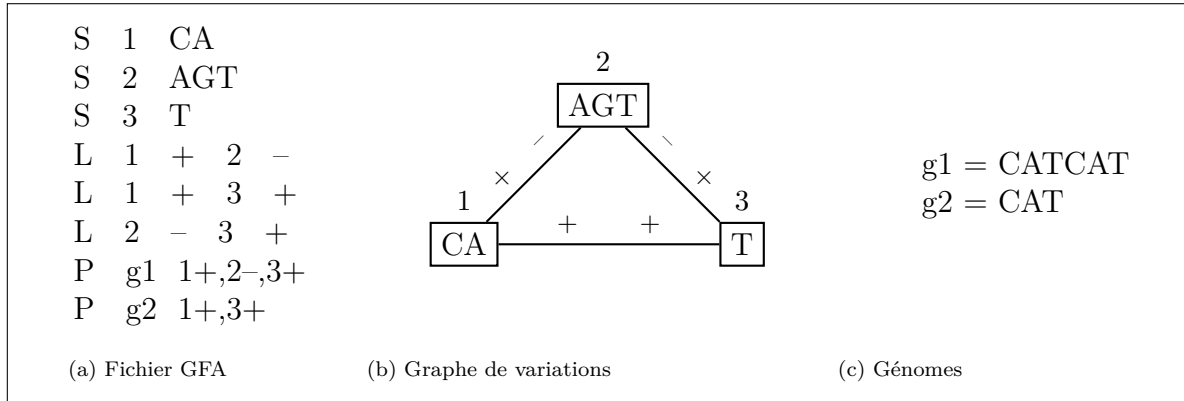 S 1 CA
S 2 AGT
S 3 T
L 1 + 2 –
L 1 + 3 +
L 2 – 3 +
P g1 1+,2–,3+
P g2 1+,3+
(a) Fichier GFA
2
AGT
– –
× ×
1 3
CA + + T
(b) Graphe de variations
g1 = CATCAT
g2 = CAT
(c) Génomes